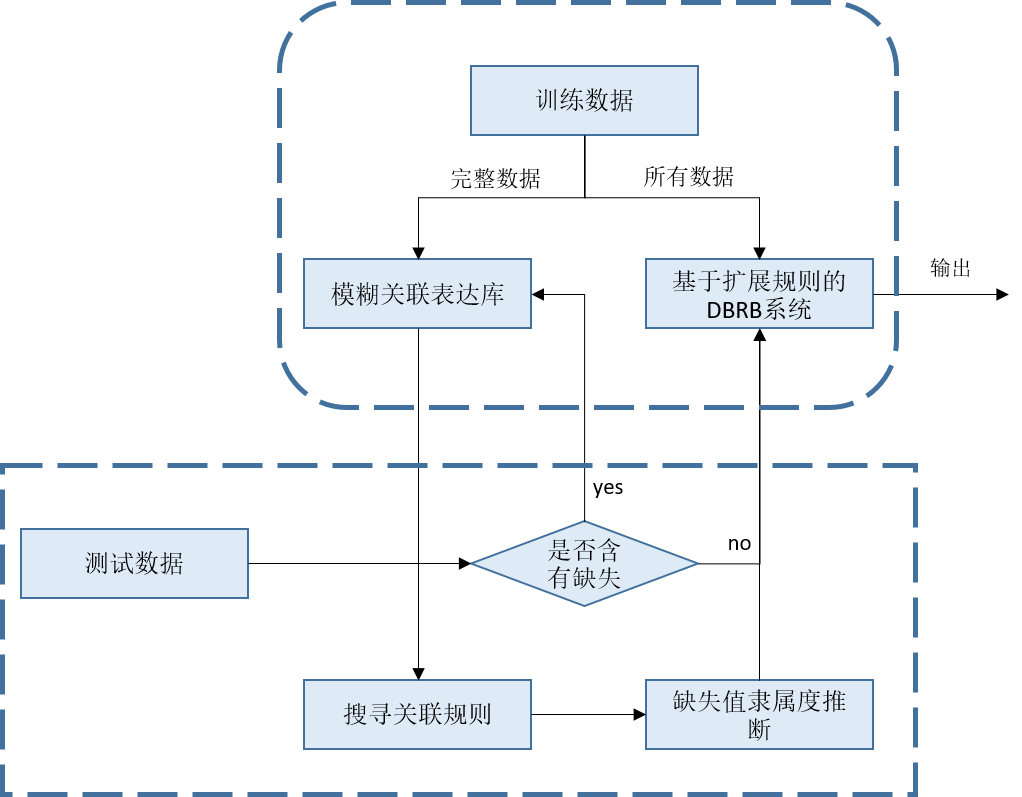 训练数据
完整数据
所有数据
模糊关联表达库
基于扩展规则的
DBRB系统
输出
yes
测试数据
是否含
有缺失
no
搜寻关联规则
缺失值隶属度推
断